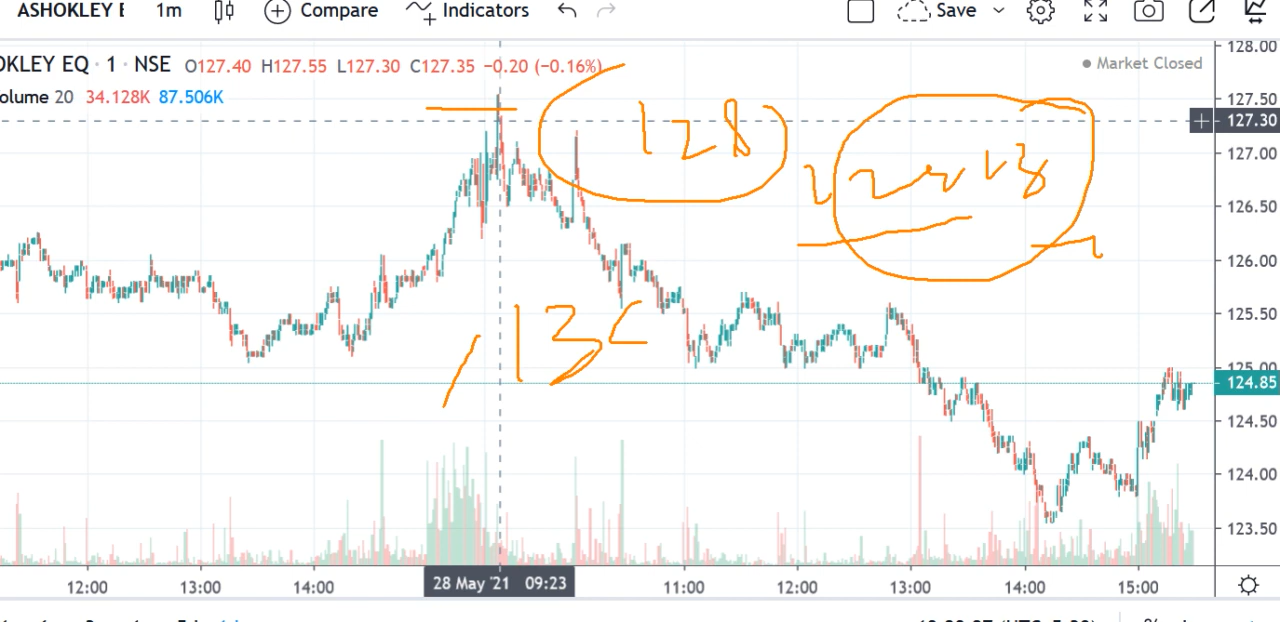 ASHOKLEY E 1m Compare Indicators Save
OKLEY EQ · 1 · NSE O127.40 H127.55 L127.30 C127.35 −0.20 (−0.16%)
Market Closed
olume 20 34.128K 87.506K
128.00
127.50
127.30
127.00
126.50
126.00
125.50
125.00
124.85
124.50
124.00
123.50
128
13
12:00 13:00 14:00 28 May '21 09:23 11:00 12:00 13:00 14:00 15:00